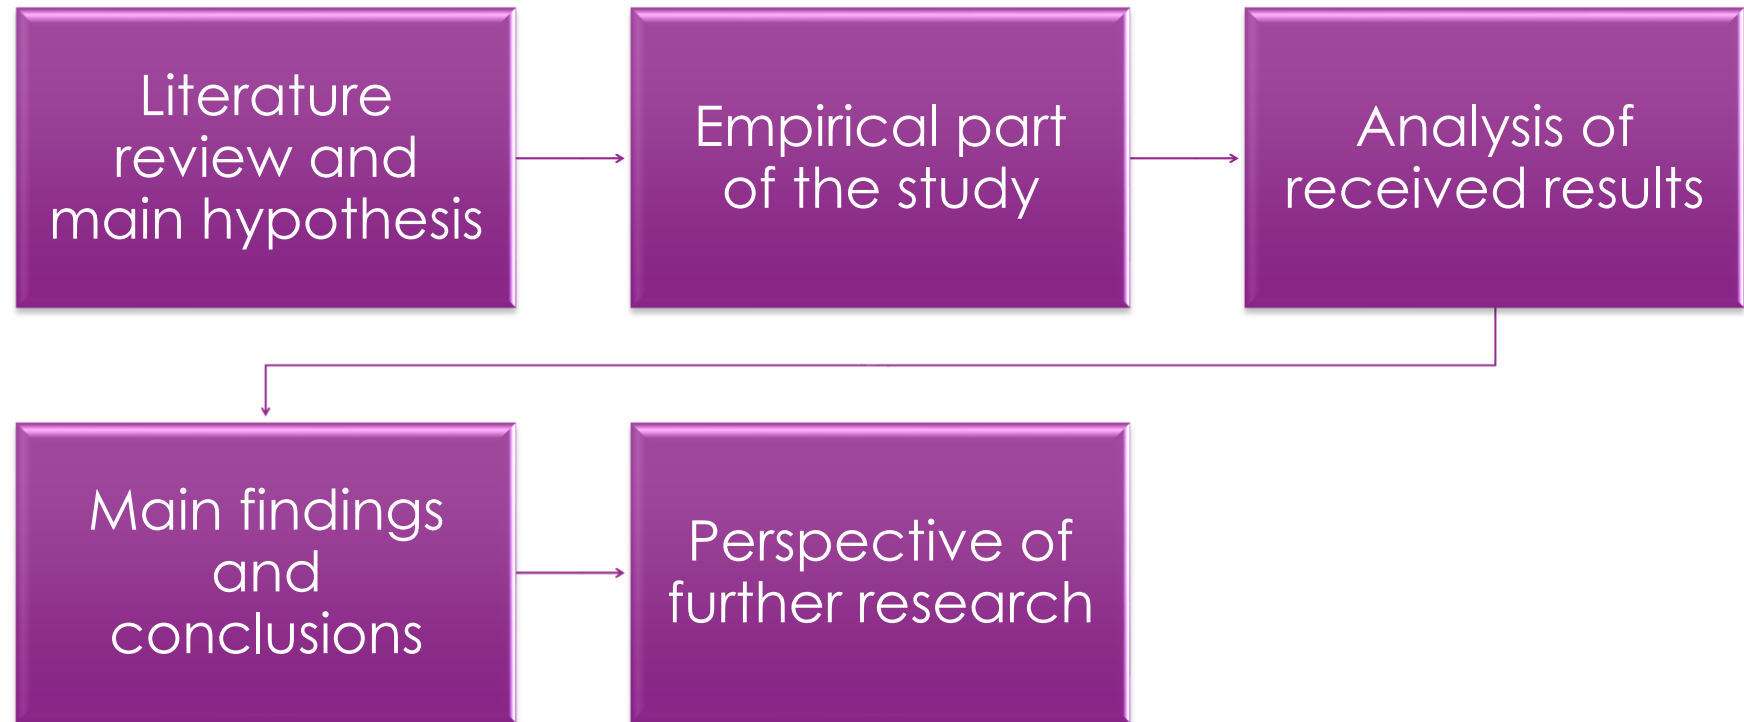 Literature
review and
main hypothesis
Empirical part
of the study
Analysis of
received results
Main findings
and
conclusions
Perspective of
further research